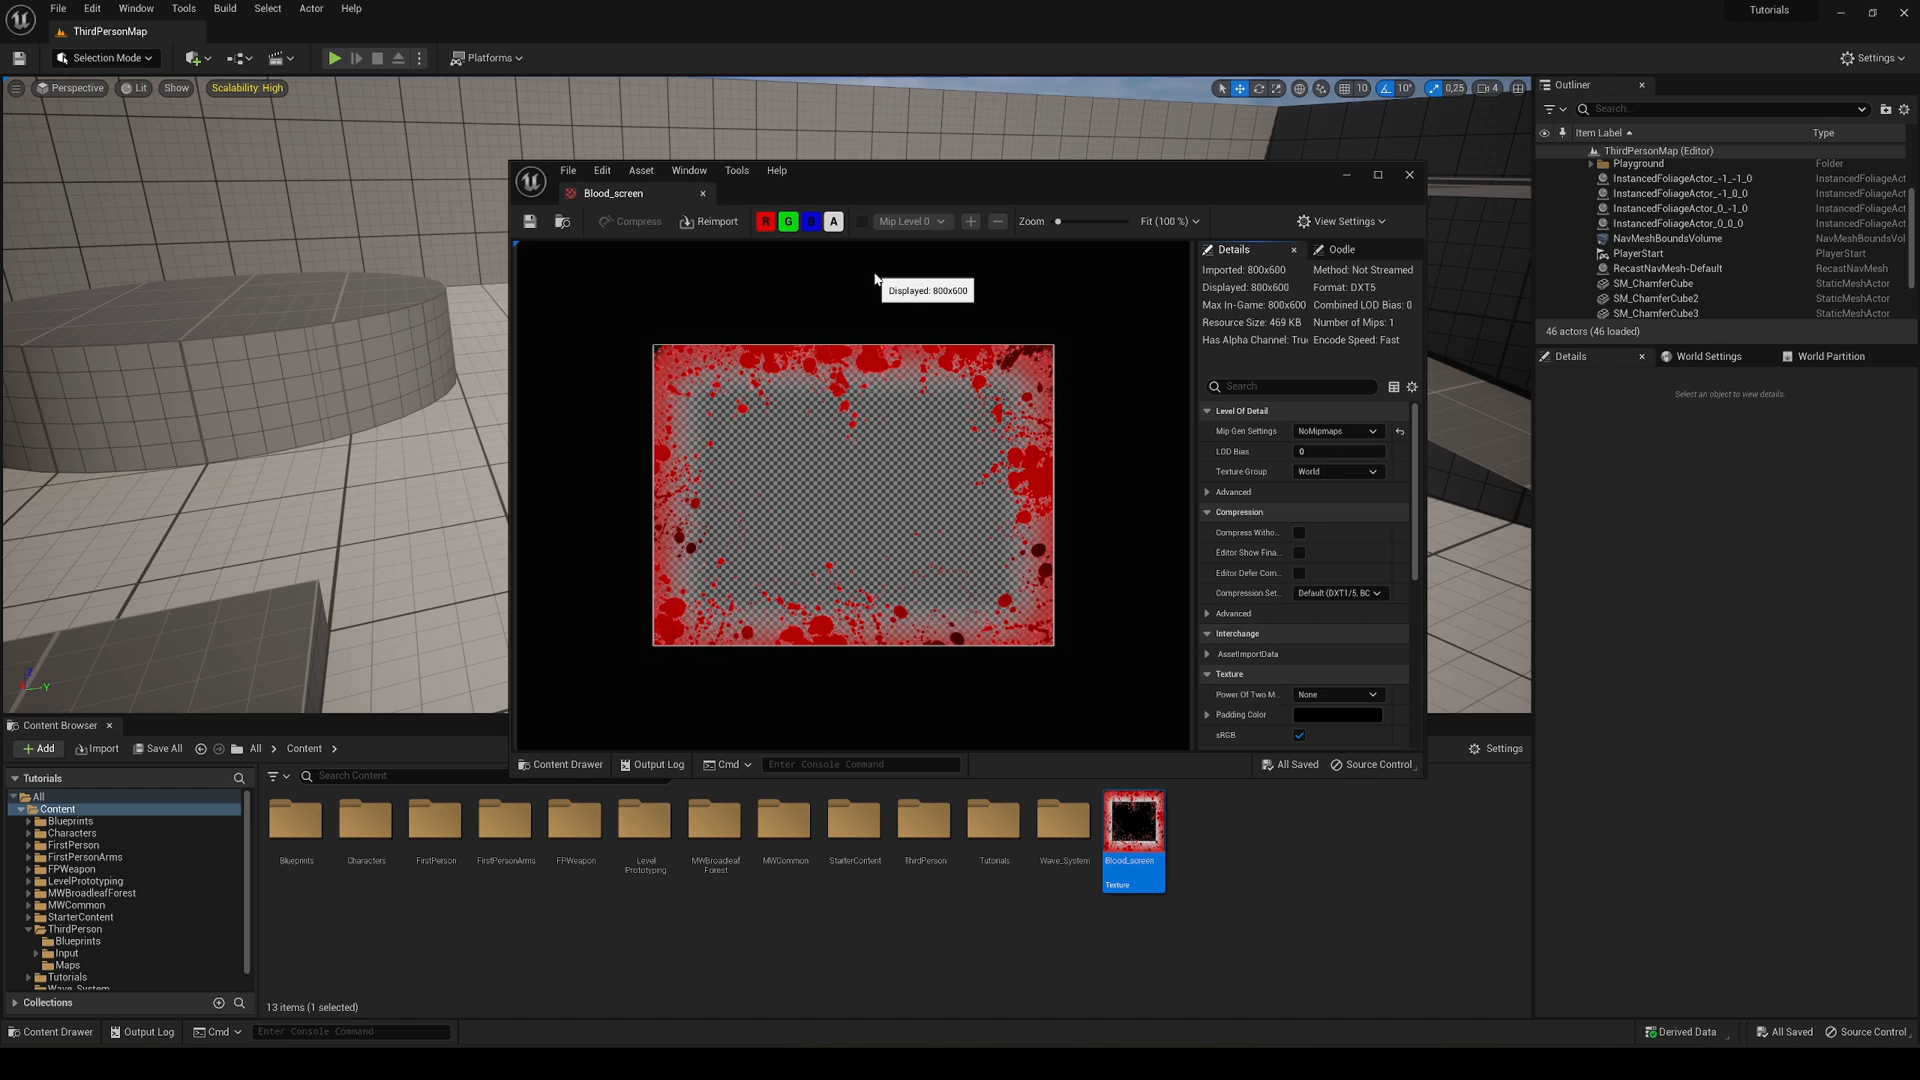 File Edit Window Tools Build Select Actor Help
Tutorials
ThirdPersonMap
Selection Mode
Platforms
Settings
Perspective
Lit
Show
Scalability: High
10
10°
0,25
4
File Edit Asset Window Tools Help
Blood_screen
Compress
Reimport
R G B A
Mip Level 0
Zoom
Fit (100 %)
View Settings
Displayed: 800x600
Details
Oodle
Imported: 800x600 Method: Not Streamed
Displayed: 800x600 Format: DXT5
Max In-Game: 800x600 Combined LOD Bias: 0
Resource Size: 469 KB Number of Mips: 1
Has Alpha Channel: Tru Encode Speed: Fast
Search
Level Of Detail
Mip Gen Settings NoMipmaps
LOD Bias 0
Texture Group World
Advanced
Compression
Compress Witho...
Editor Show Fina...
Editor Defer Com...
Compression Set... Default (DXT1/5, BC
Advanced
Interchange
AssetImportData
Texture
Power Of Two M... None
Padding Color
sRGB
Content Drawer
Output Log
Cmd
Enter Console Command
All Saved
Source Control
Outliner
Search...
Item Label Type
ThirdPersonMap (Editor)
Playground Folder
InstancedFoliageActor_-1_-1_0 InstancedFoliageAct
InstancedFoliageActor_-1_0_0 InstancedFoliageAct
InstancedFoliageActor_0_-1_0 InstancedFoliageAct
InstancedFoliageActor_0_0_0 InstancedFoliageAct
NavMeshBoundsVolume NavMeshBoundsVol
PlayerStart PlayerStart
RecastNavMesh-Default RecastNavMesh
SM_ChamferCube StaticMeshActor
SM_ChamferCube2 StaticMeshActor
SM_ChamferCube3 StaticMeshActor
46 actors (46 loaded)
Details
World Settings
World Partition
Select an object to view details.
Z
Y
Content Browser
Add
Import
Save All
All
Content
Settings
Tutorials
Search Content
All
Content
Blueprints
Characters
FirstPerson
FirstPersonArms
FPWeapon
LevelPrototyping
MWBroadleafForest
MWCommon
StarterContent
ThirdPerson
Blueprints
Input
Maps
Tutorials
Wave_System
Collections
Blueprints
Characters
FirstPerson
FirstPersonArms
FPWeapon
Level Prototyping
MWBroadleaf Forest
MWCommon
StarterContent
ThirdPerson
Tutorials
Wave_System
Blood_screen
Texture
13 items (1 selected)
Content Drawer
Output Log
Cmd
Enter Console Command
Derived Data
All Saved
Source Control